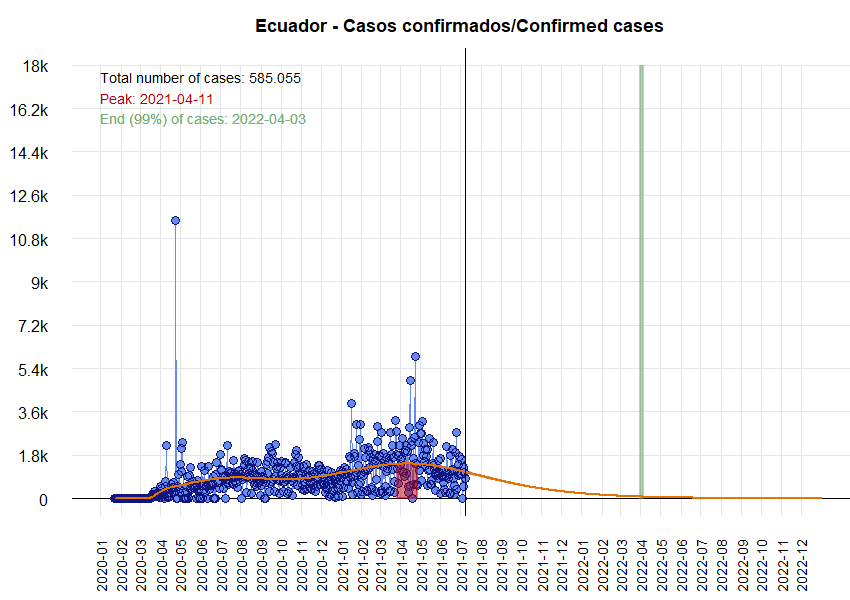 Ecuador - Casos confirmados/Confirmed cases
Total number of cases: 585.055
Peak: 2021-04-11
End (99%) of cases: 2022-04-03
18k
16.2k
14.4k
12.6k
10.8k
9k
7.2k
5.4k
3.6k
1.8k
0
2020-01
2020-02
2020-03
2020-04
2020-05
2020-06
2020-07
2020-08
2020-09
2020-10
2020-11
2020-12
2021-01
2021-02
2021-03
2021-04
2021-05
2021-06
2021-07
2021-08
2021-09
2021-10
2021-11
2021-12
2022-01
2022-02
2022-03
2022-04
2022-05
2022-06
2022-07
2022-08
2022-09
2022-10
2022-11
2022-12